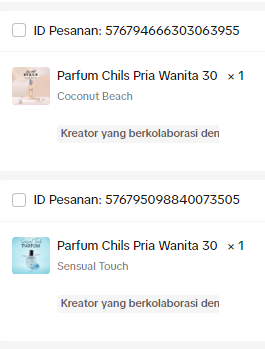 ID Pesanan: 576794666303063955
Parfum Chils Pria Wanita 30 × 1
Coconut Beach
Kreator yang berkolaborasi den
ID Pesanan: 576795098840073505
Parfum Chils Pria Wanita 30 × 1
Sensual Touch
Kreator yang berkolaborasi den